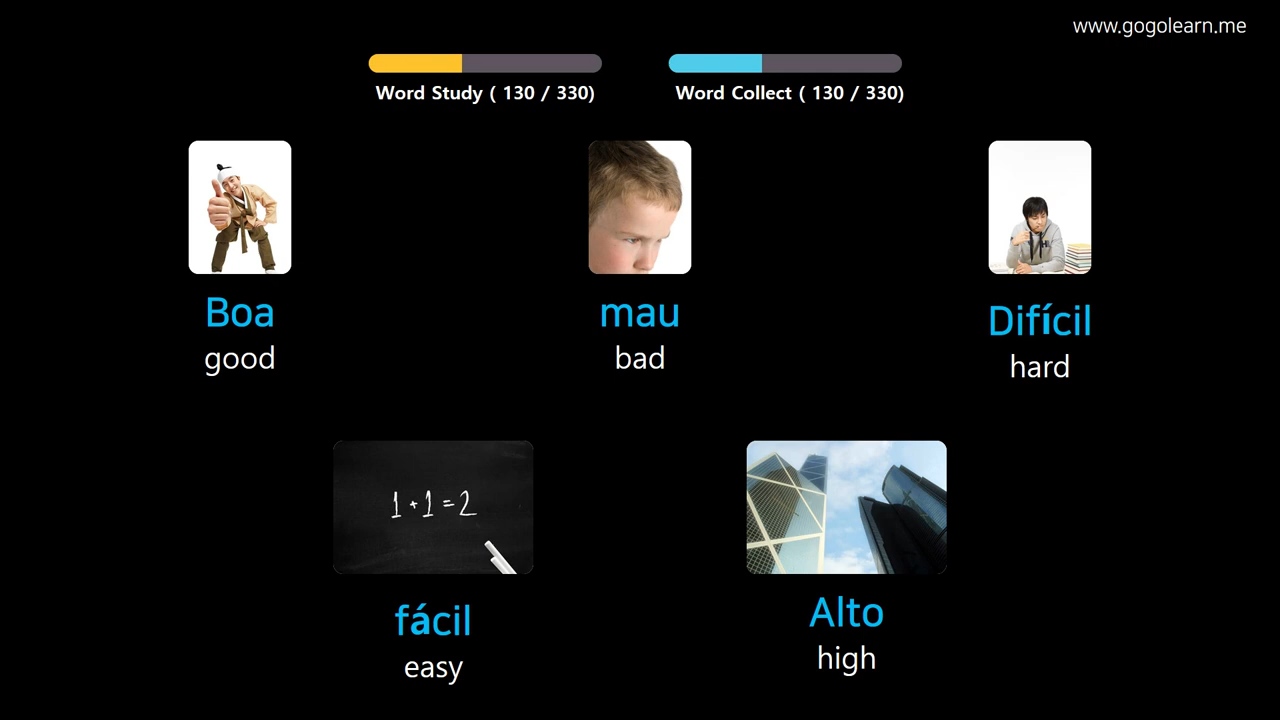 www.gogolearn.me
Word Study ( 130 / 330)
Word Collect ( 130 / 330)
Boa
good
mau
bad
Difícil
hard
1+1=2
fácil
easy
Alto
high